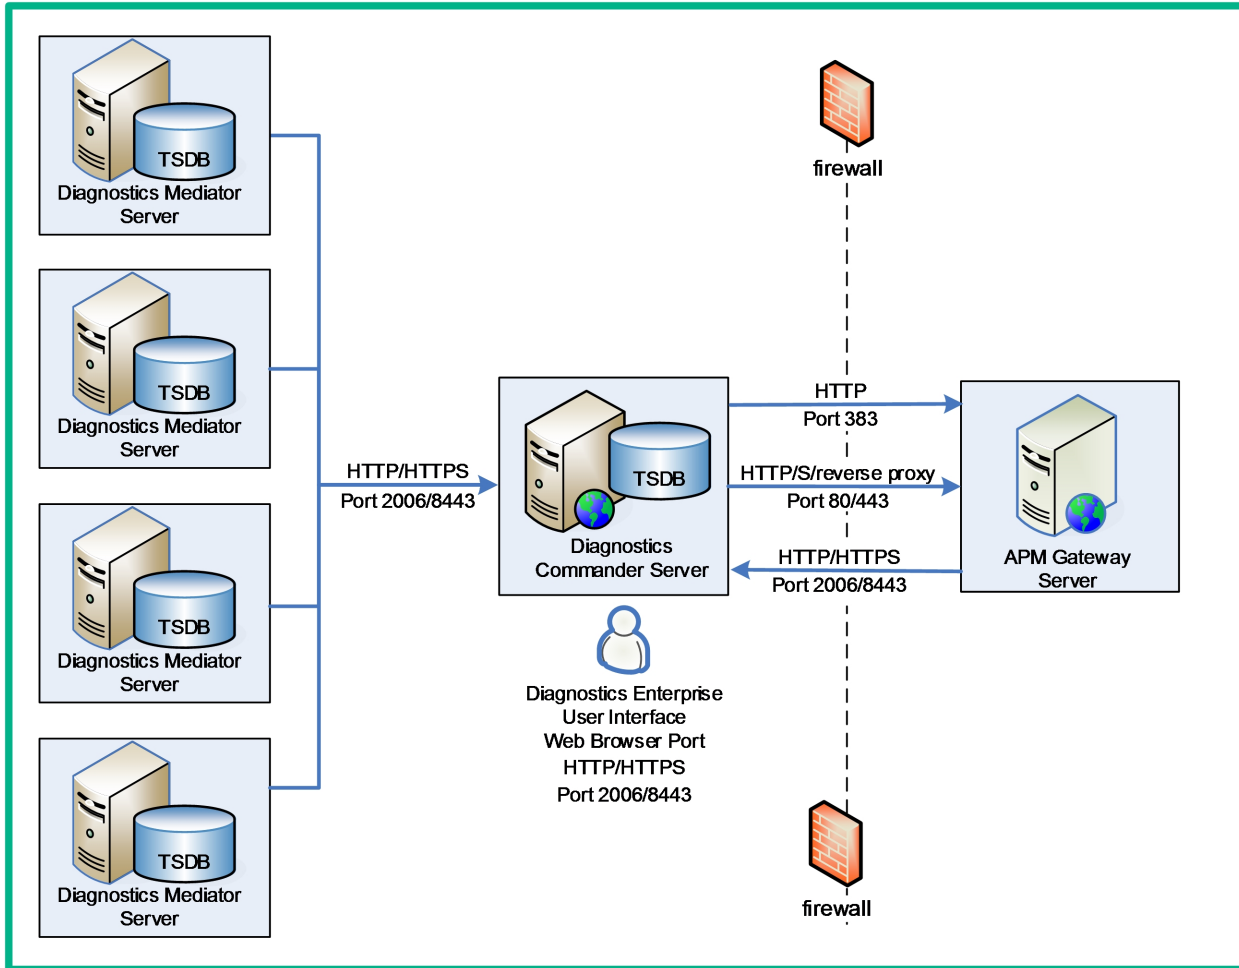 TSDB
Diagnostics Mediator
Server
TSDB
Diagnostics Mediator
Server
TSDB
Diagnostics Mediator
Server
TSDB
Diagnostics Mediator
Server
HTTP/HTTPS
Port 2006/8443
TSDB
Diagnostics
Commander Server
Diagnostics Enterprise
User Interface
Web Browser Port
HTTP/HTTPS
Port 2006/8443
firewall
HTTP
Port 383
HTTP/S/reverse proxy
Port 80/443
HTTP/HTTPS
Port 2006/8443
firewall
APM Gateway
Server